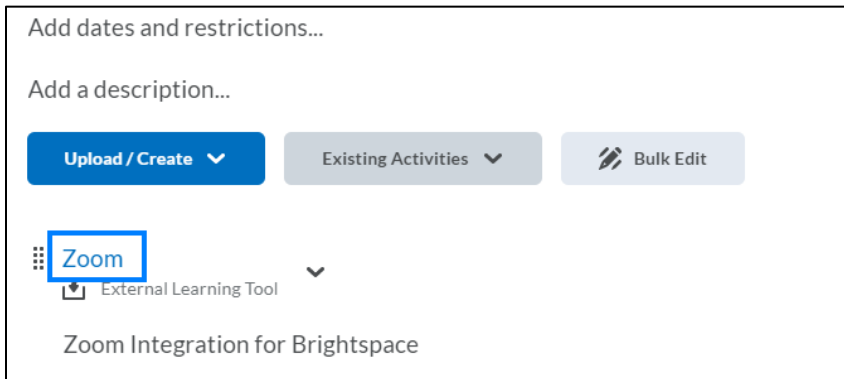 Add dates and restrictions...
Add a description...
Upload / Create Existing Activities Bulk Edit
Zoom
External Learning Tool
Zoom Integration for Brightspace